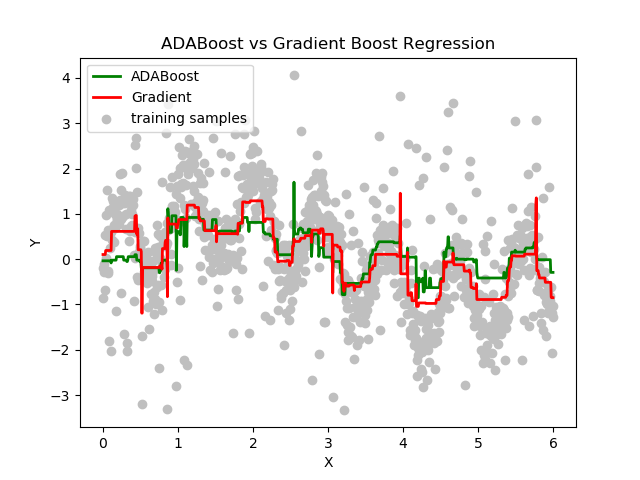 ADABoost vs Gradient Boost Regression
ADABoost
Gradient
training samples
4
3
2
1
0
−1
−2
−3
Y
0
1
2
3
4
5
6
X